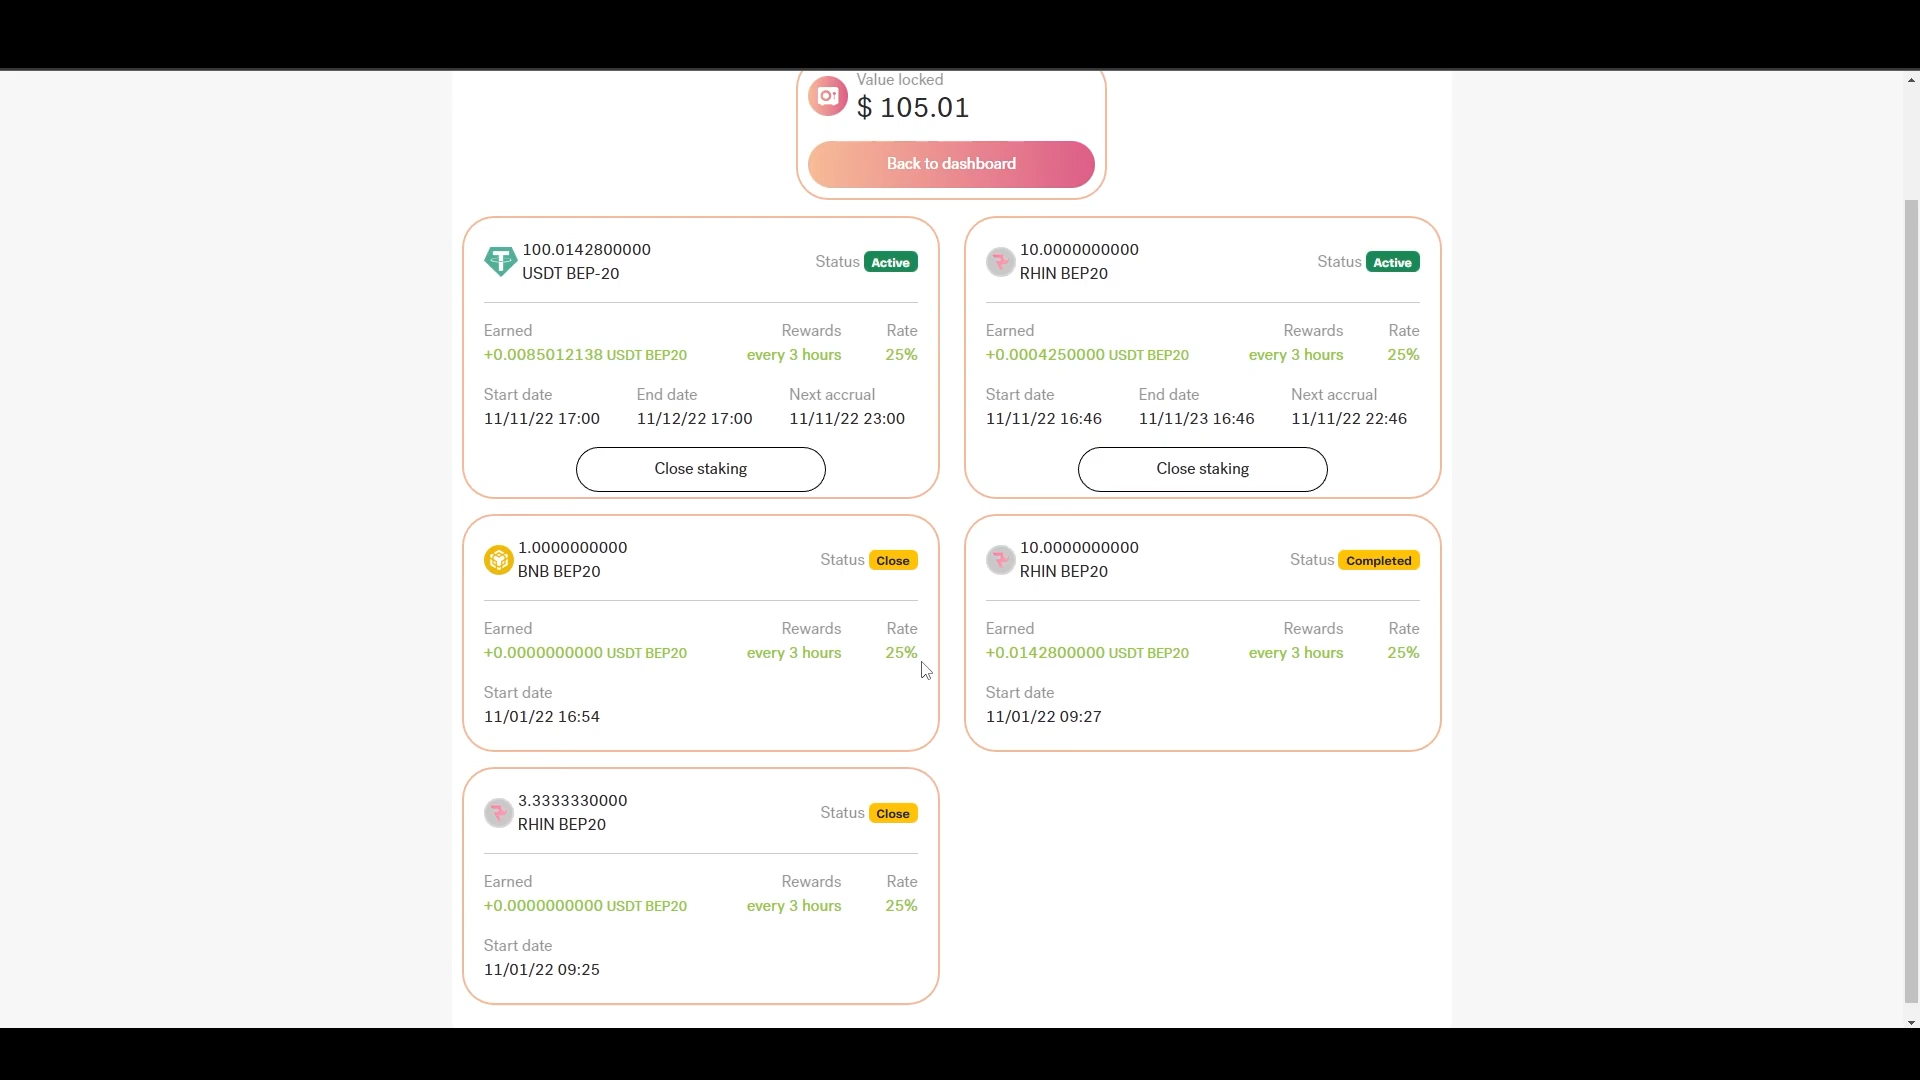 Value locked
$ 105.01
Back to dashboard
100.0142800000
USDT BEP-20
Status Active
Earned Rewards Rate
+0.0085012138 USDT BEP20 every 3 hours 25%
Start date End date Next accrual
11/11/22 17:00 11/12/22 17:00 11/11/22 23:00
Close staking
10.0000000000
RHIN BEP20
Status Active
Earned Rewards Rate
+0.0004250000 USDT BEP20 every 3 hours 25%
Start date End date Next accrual
11/11/22 16:46 11/11/23 16:46 11/11/22 22:46
Close staking
1.0000000000
BNB BEP20
Status Close
Earned Rewards Rate
+0.0000000000 USDT BEP20 every 3 hours 25%
Start date
11/01/22 16:54
10.0000000000
RHIN BEP20
Status Completed
Earned Rewards Rate
+0.0142800000 USDT BEP20 every 3 hours 25%
Start date
11/01/22 09:27
3.3333330000
RHIN BEP20
Status Close
Earned Rewards Rate
+0.0000000000 USDT BEP20 every 3 hours 25%
Start date
11/01/22 09:25